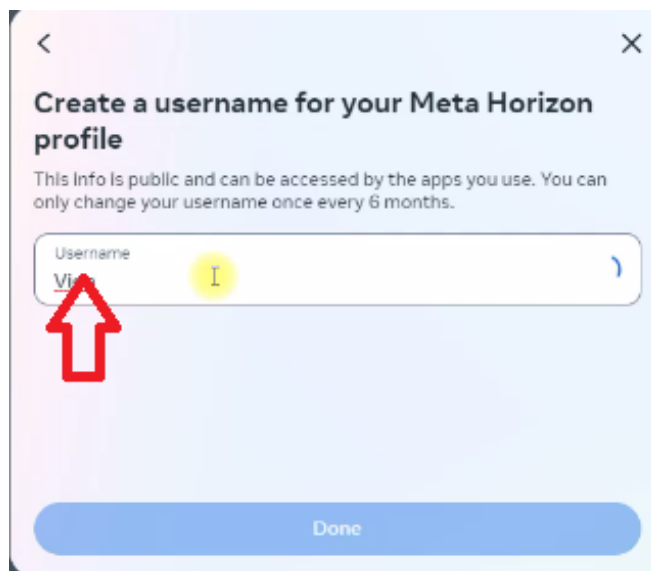 Create a username for your Meta Horizon
profile
This info is public and can be accessed by the apps you use. You can
only change your username once every 6 months.
Username
Done